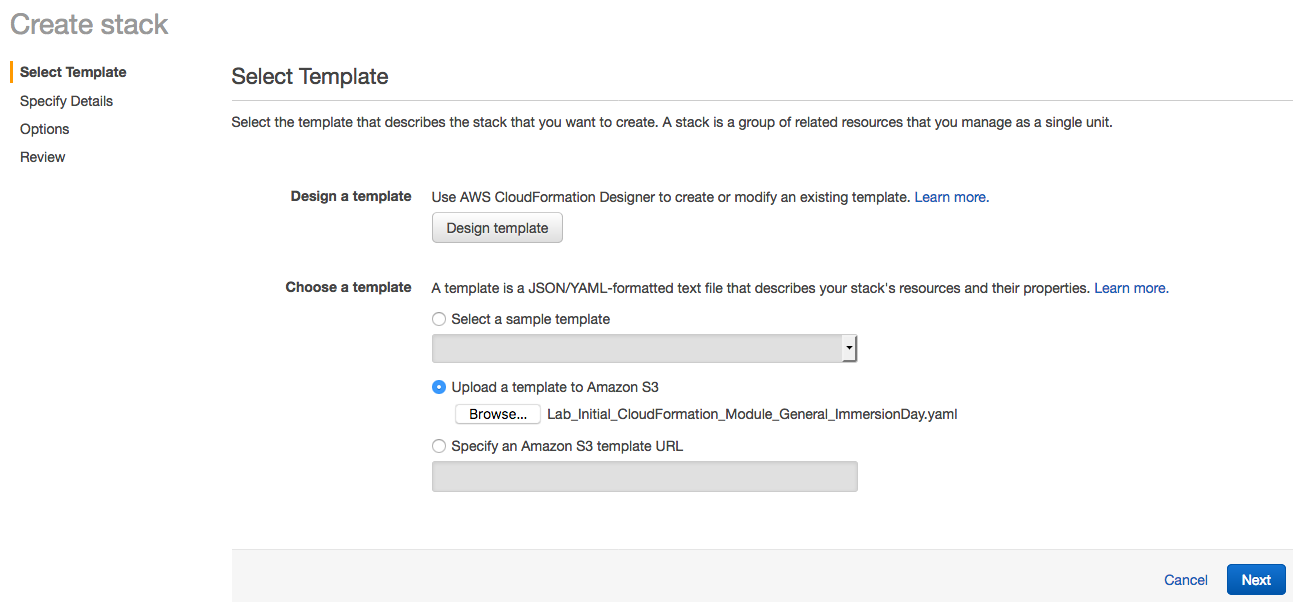 Create stack
Select Template
Specify Details
Options
Review
Select Template
Select the template that describes the stack that you want to create. A stack is a group of related resources that you manage as a single unit.
Design a template
Use AWS CloudFormation Designer to create or modify an existing template. Learn more.
Design template
Choose a template
A template is a JSON/YAML-formatted text file that describes your stack's resources and their properties. Learn more.
Select a sample template
Upload a template to Amazon S3
Browse... Lab_Initial_CloudFormation_Module_General_ImmersionDay.yaml
Specify an Amazon S3 template URL
Cancel
Next